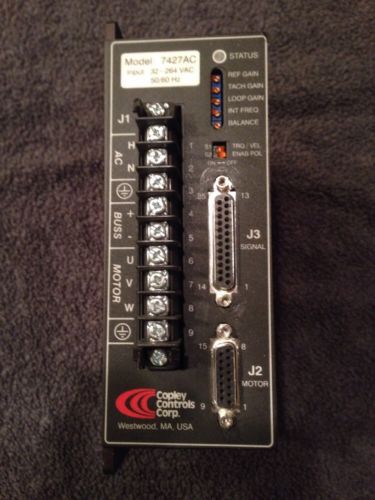 Model 7427AC
Input: 32 - 264 VAC
50/60 Hz
STATUS
REF GAIN
TACH GAIN
LOOP GAIN
INT FREQ
BALANCE
J1
S1 TRQ / VEL
S2 ENAB POL
ON OFF
AC
H 1
N 2
3
BUSS
+ 4
- 5
MOTOR
U 6
V 7
W 8
9
25 13
J3
SIGNAL
14 1
15 8
J2
MOTOR
9 1
Copley
Controls
Corp.
Westwood, MA, USA